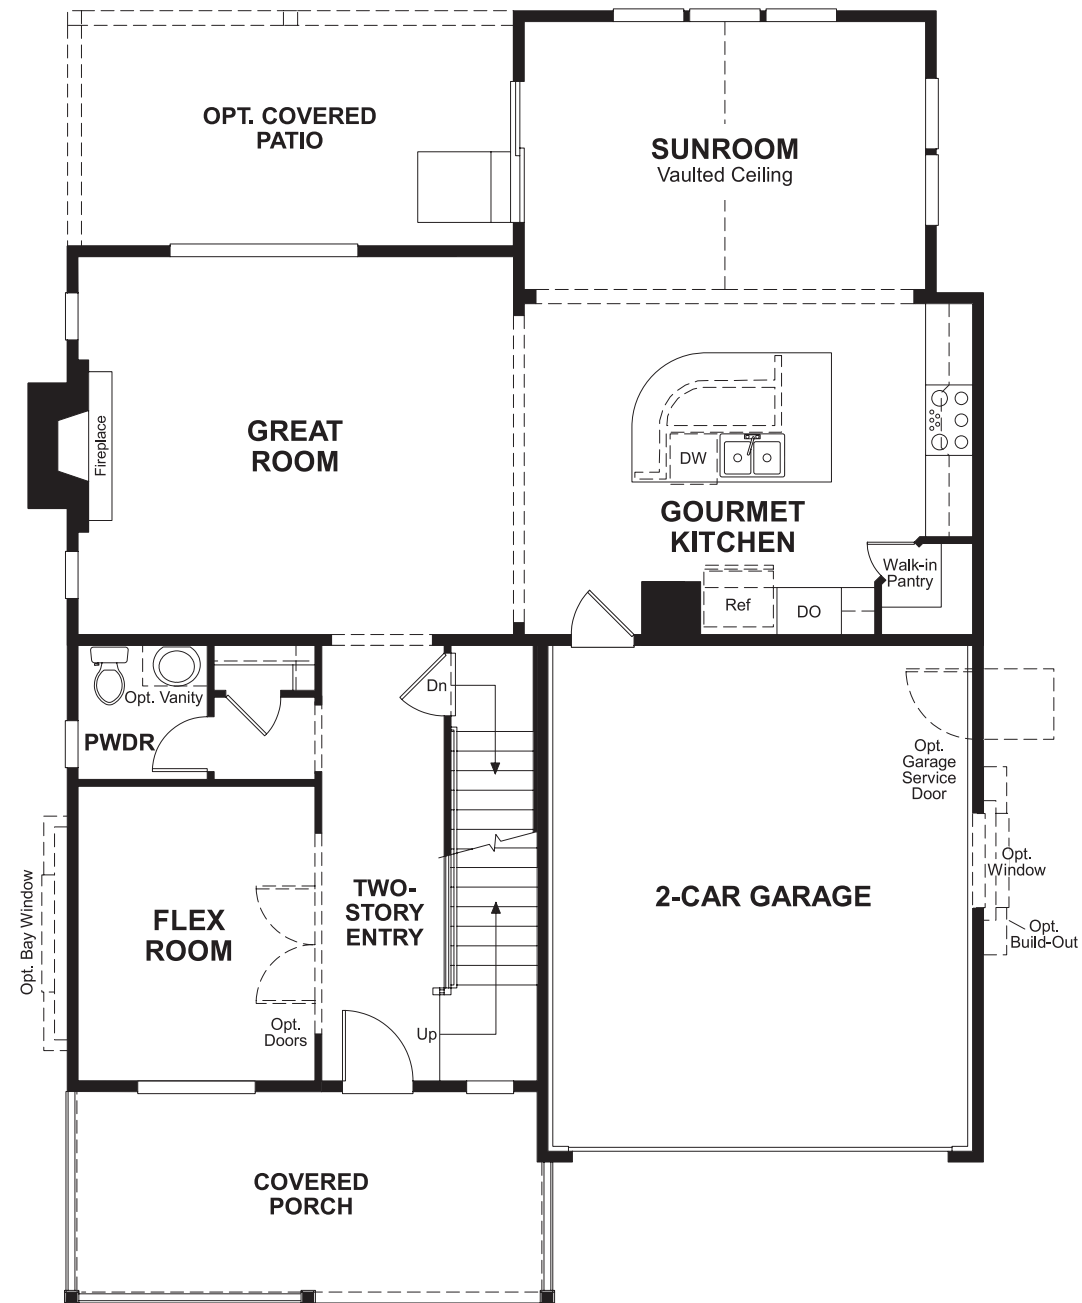 OPT. COVERED
PATIO
SUNROOM
Vaulted Ceiling
GREAT
ROOM
Fireplace
DW
GOURMET
KITCHEN
Walk-in
Pantry
Ref
DO
Dn
Opt. Vanity
PWDR
Opt.
Garage
Service
Door
Opt.
Window
Opt.
Build-Out
2-CAR GARAGE
TWO-
STORY
ENTRY
FLEX
ROOM
Opt. Bay Window
Opt.
Doors
Up
COVERED
PORCH